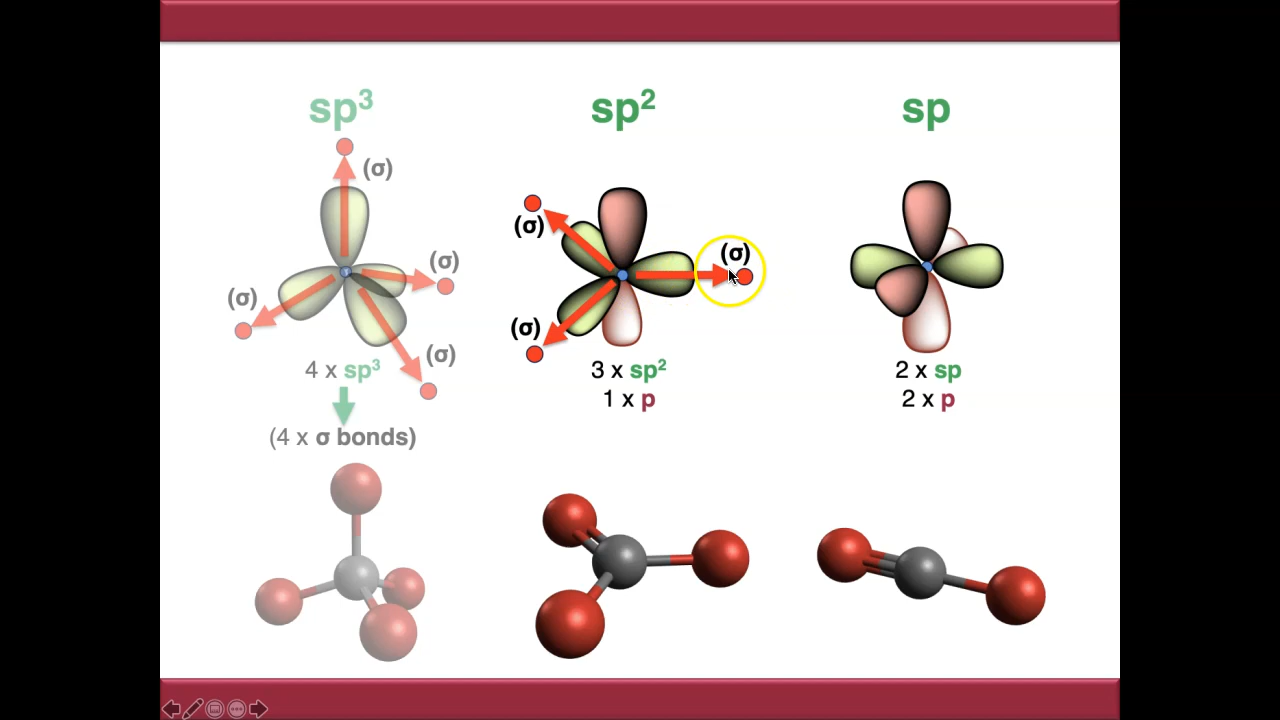 sp³
sp²
sp
(σ)
(σ)
(σ)
(σ)
(σ)
(σ)
(σ)
4 x sp³
3 x sp²
1 x p
2 x sp
2 x p
(4 x σ bonds)